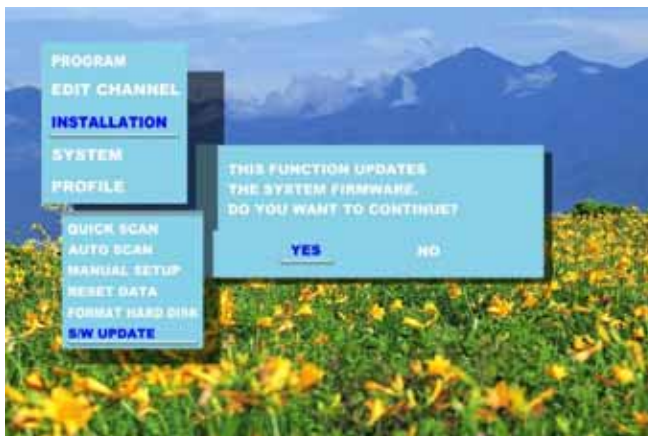 PROGRAM
EDIT CHANNEL
INSTALLATION
SYSTEM
PROFILE
QUICK SCAN
AUTO SCAN
MANUAL SETUP
RESET DATA
FORMAT HARD DISK
S/W UPDATE
THIS FUNCTION UPDATES
THE SYSTEM FIRMWARE.
DO YOU WANT TO CONTINUE?
YES NO